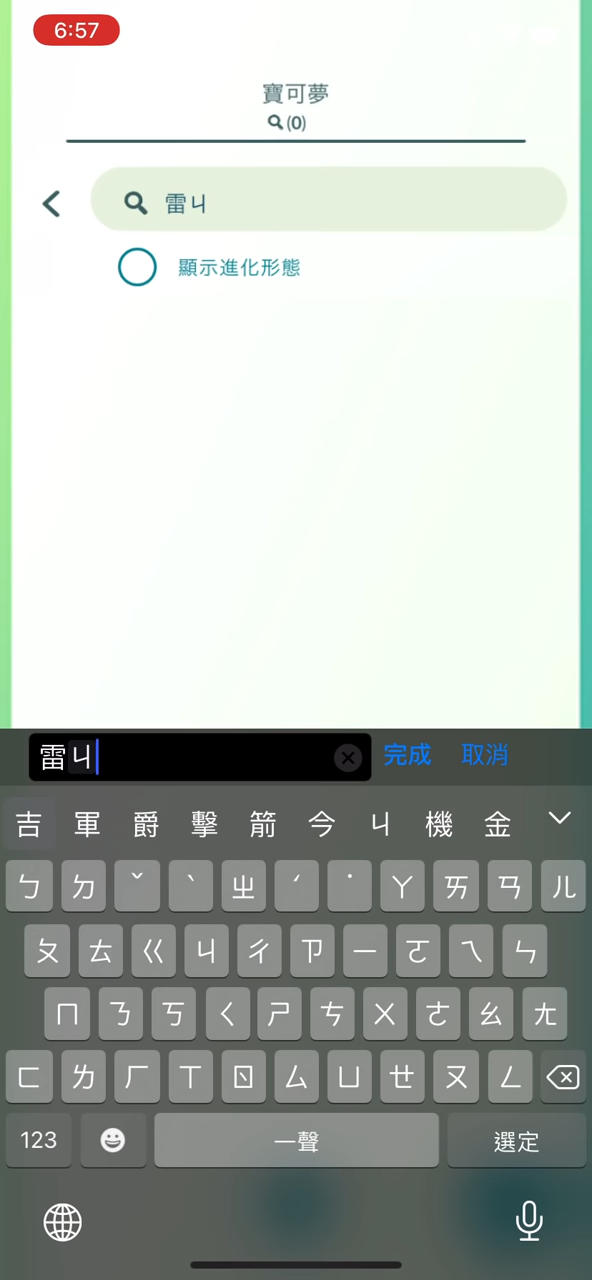 6:57
寶可夢
(0)
雷ㄐ
顯示進化形態
雷ㄐ 完成 取消
吉 軍 爵 擊 箭 今 ㄐ 機 金
ㄅ ㄉ ˇ ˋ ㄓ ˊ ˙ ㄚ ㄞ ㄢ ㄦ
ㄆ ㄊ ㄍ ㄐ ㄔ ㄗ ㄧ ㄛ ㄟ ㄣ
ㄇ ㄋ ㄎ ㄑ ㄕ ㄘ ㄨ ㄜ ㄠ ㄤ
ㄈ ㄌ ㄏ ㄒ ㄖ ㄙ ㄩ ㄝ ㄡ ㄥ
123 一聲 選定